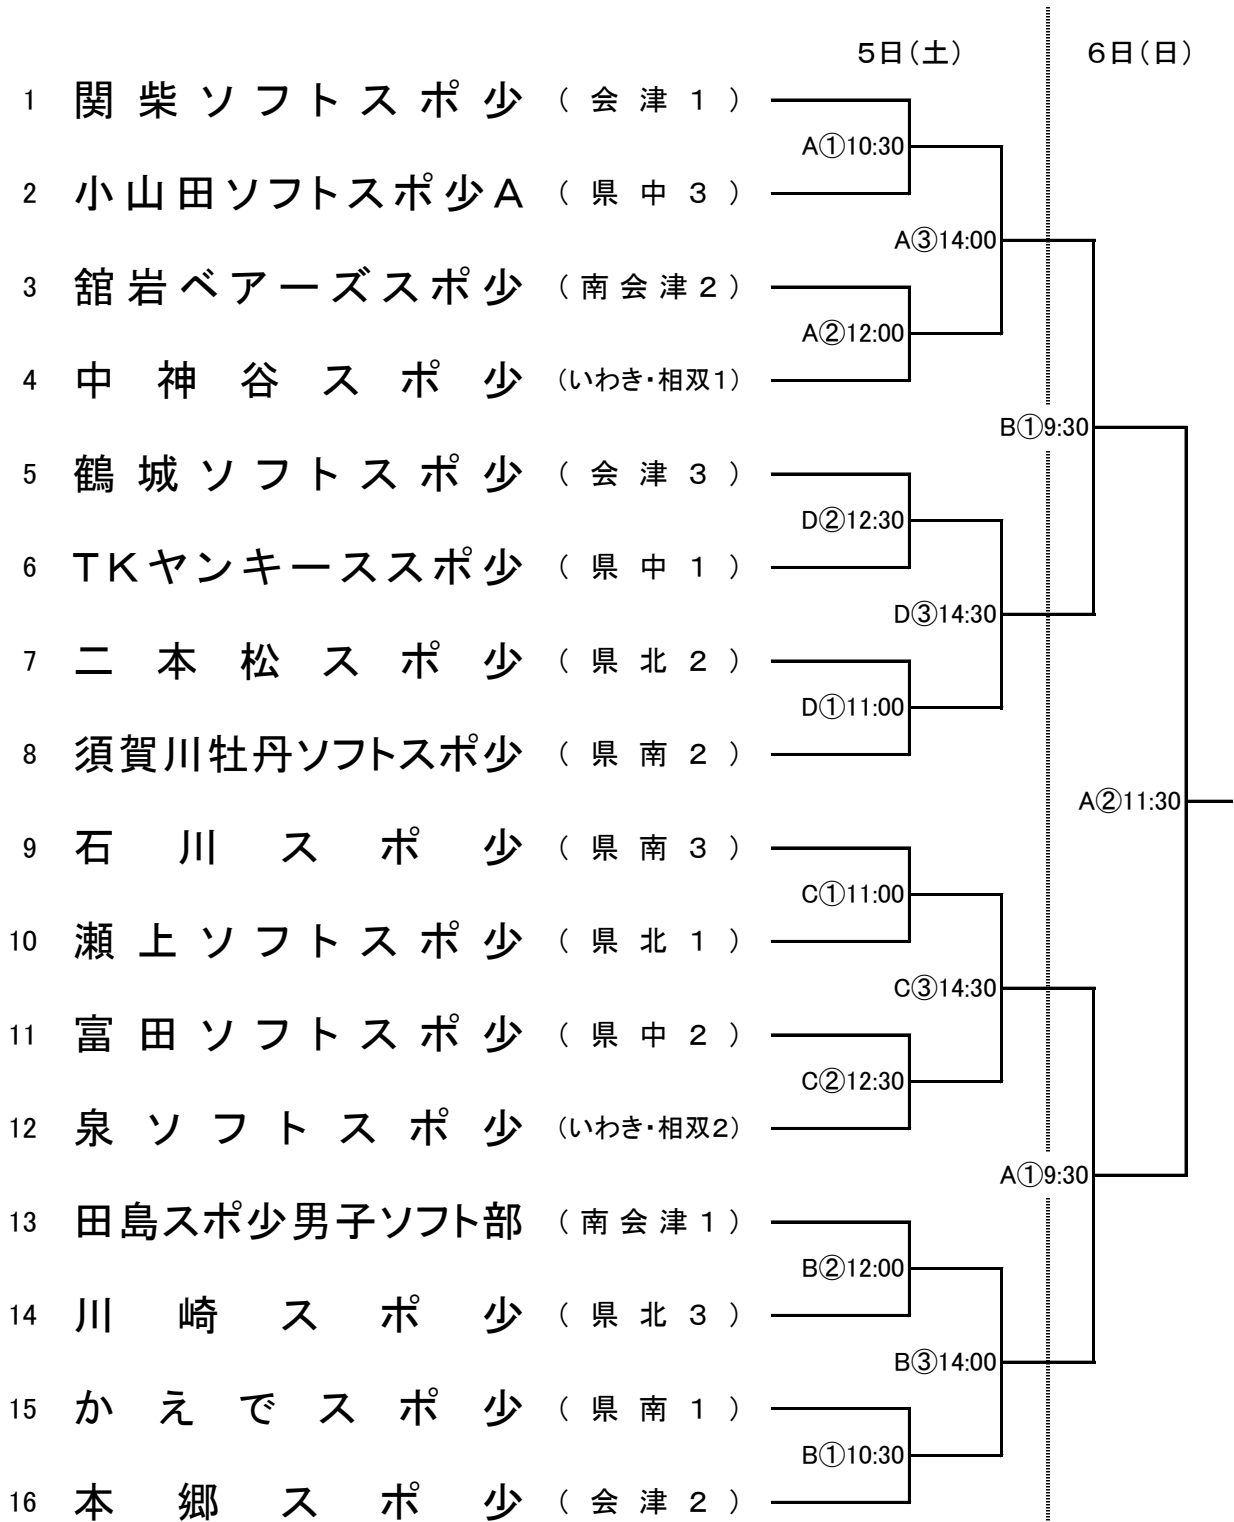 5日(土) 6日(日)
1 関柴ソフトスポ少 (会津1)
A①10:30
2 小山田ソフトスポ少A (県中3)
A③14:00
3 舘岩ベアーズスポ少 (南会津2)
A②12:00
4 中神谷スポ少 (いわき・相双1)
B①9:30
5 鶴城ソフトスポ少 (会津3)
D②12:30
6 TKヤンキーススポ少 (県中1)
D③14:30
7 二本松スポ少 (県北2)
D①11:00
8 須賀川牡丹ソフトスポ少 (県南2)
A②11:30
9 石川スポ少 (県南3)
C①11:00
10 瀬上ソフトスポ少 (県北1)
C③14:30
11 富田ソフトスポ少 (県中2)
C②12:30
12 泉ソフトスポ少 (いわき・相双2)
A①9:30
13 田島スポ少男子ソフト部 (南会津1)
B②12:00
14 川崎スポ少 (県北3)
B③14:00
15 かえでスポ少 (県南1)
B①10:30
16 本郷スポ少 (会津2)